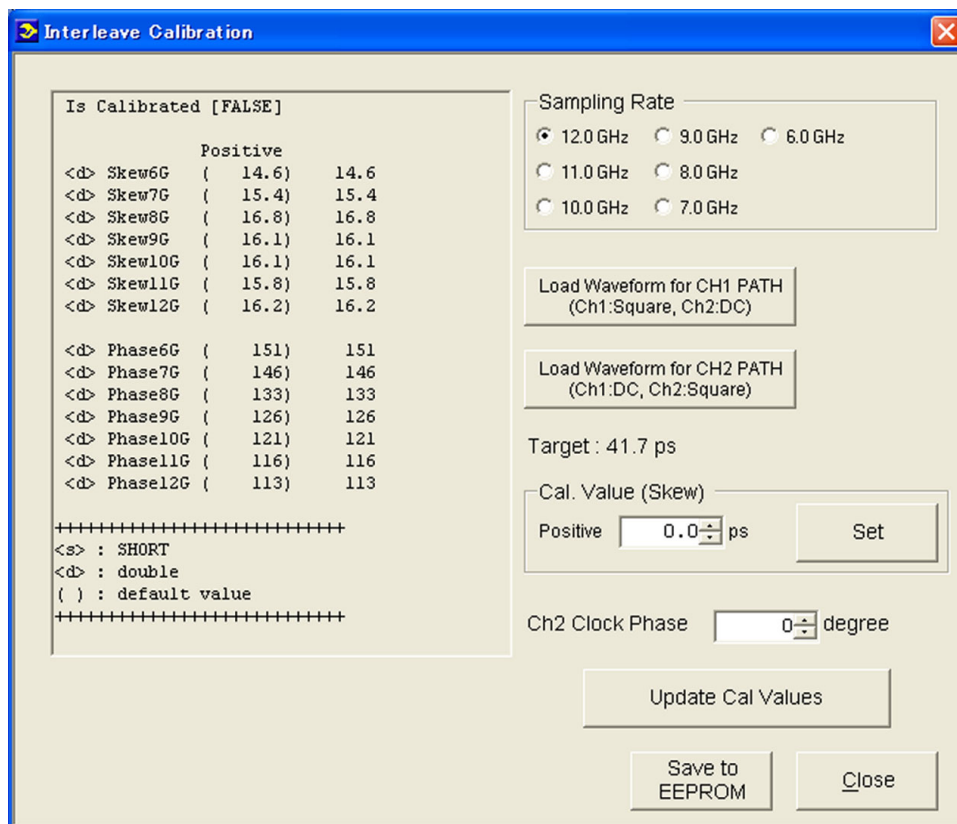 Interleave Calibration
Is Calibrated [FALSE]
Positive
<d> Skew6G ( 14.6) 14.6
<d> Skew7G ( 15.4) 15.4
<d> Skew8G ( 16.8) 16.8
<d> Skew9G ( 16.1) 16.1
<d> Skew10G ( 16.1) 16.1
<d> Skew11G ( 15.8) 15.8
<d> Skew12G ( 16.2) 16.2
<d> Phase6G ( 151) 151
<d> Phase7G ( 146) 146
<d> Phase8G ( 133) 133
<d> Phase9G ( 126) 126
<d> Phase10G ( 121) 121
<d> Phase11G ( 116) 116
<d> Phase12G ( 113) 113
+++++++++++++++++++++++++++++
<s> : SHORT
<d> : double
( ) : default value
+++++++++++++++++++++++++++++
Sampling Rate
12.0 GHz 9.0 GHz 6.0 GHz
11.0 GHz 8.0 GHz
10.0 GHz 7.0 GHz
Load Waveform for CH1 PATH
(Ch1:Square, Ch2:DC)
Load Waveform for CH2 PATH
(Ch1:DC, Ch2:Square)
Target : 41.7 ps
Cal. Value (Skew)
Positive 0.0 ps Set
Ch2 Clock Phase 0 degree
Update Cal Values
Save to
EEPROM
Close